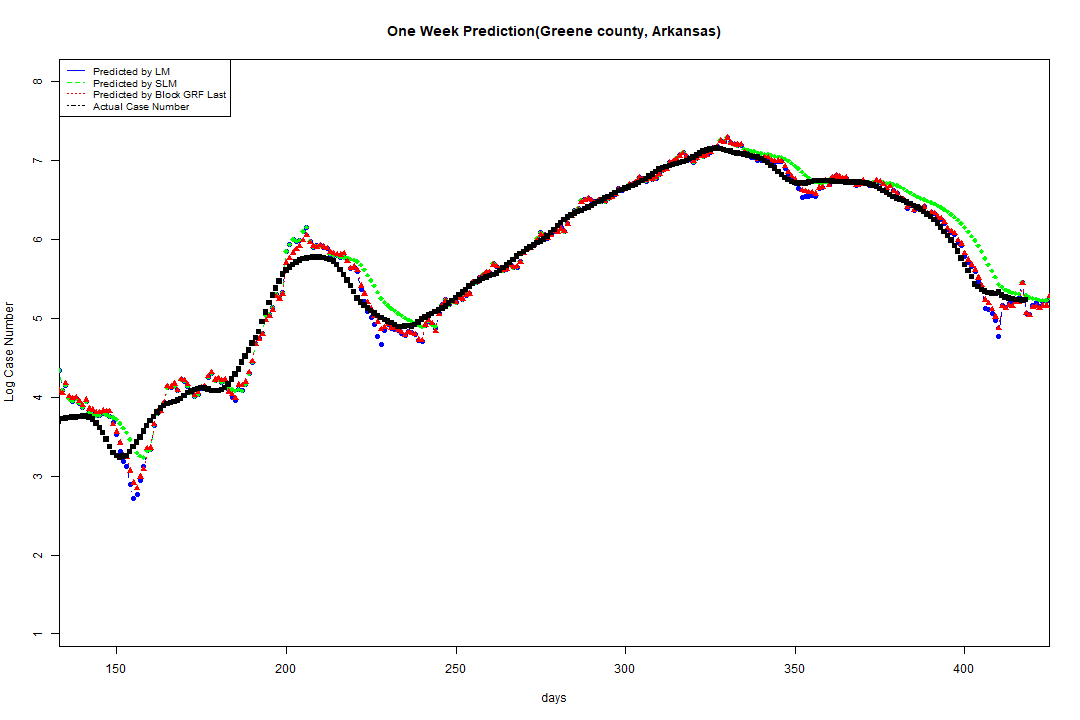 One Week Prediction(Greene county, Arkansas)
Predicted by LM
Predicted by SLM
Predicted by Block GRF Last
Actual Case Number
Log Case Number
8
7
6
5
4
3
2
1
150 200 250 300 350 400
days